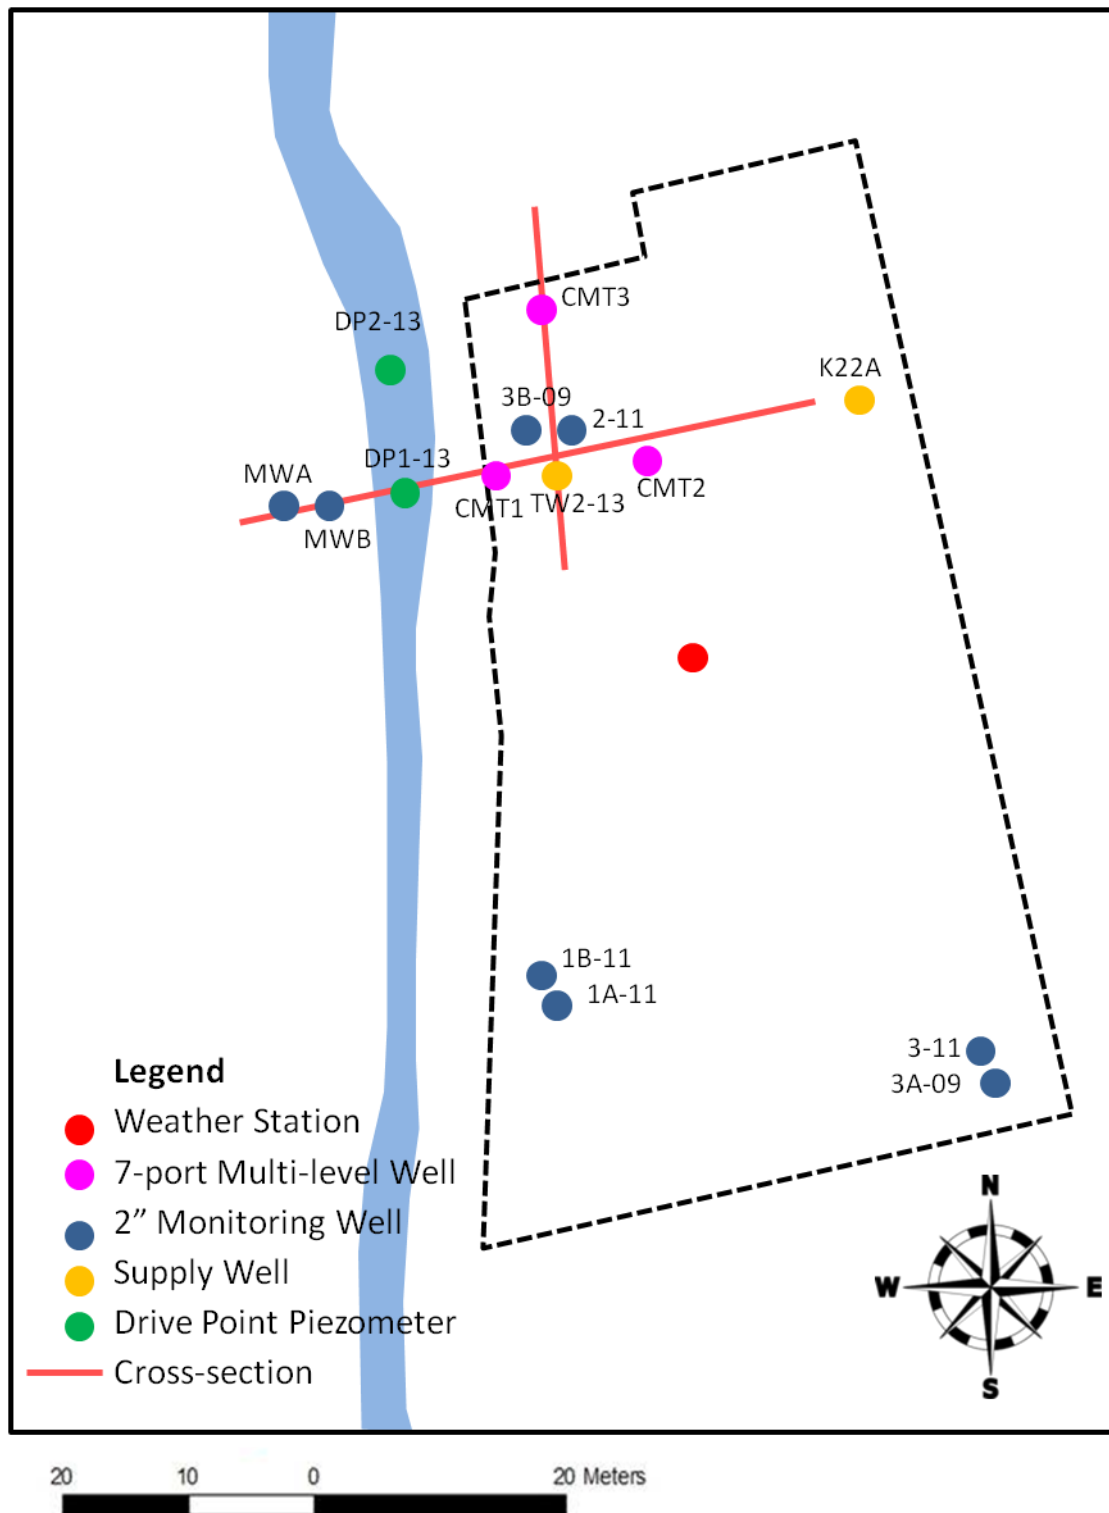 CMT3
DP2-13
K22A
3B-09
2-11
DP1-13
MWA
CMT2
CMT1
TW2-13
MWB
1B-11
1A-11
3-11
3A-09
Legend
Weather Station
7-port Multi-level Well
2” Monitoring Well
Supply Well
Drive Point Piezometer
Cross-section
N
W E
S
20 10 0 20 Meters